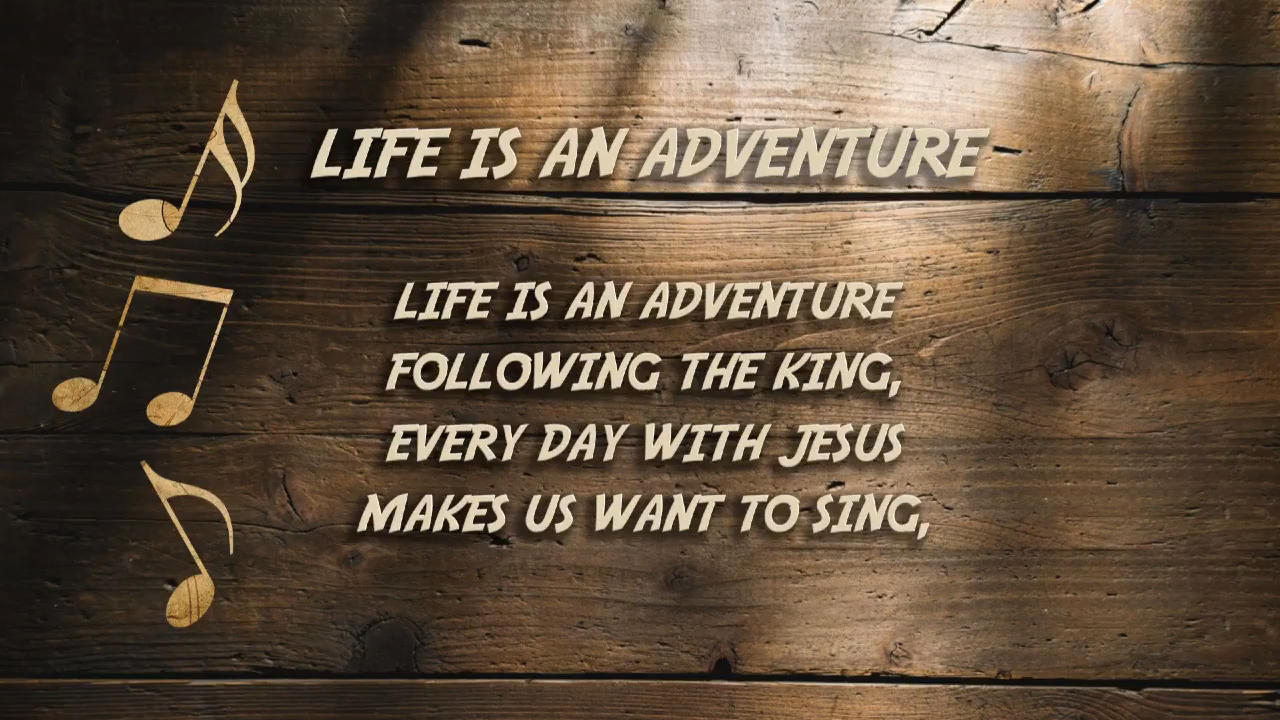 LIFE IS AN ADVENTURE
LIFE IS AN ADVENTURE
FOLLOWING THE KING,
EVERY DAY WITH JESUS
MAKES US WANT TO SING,